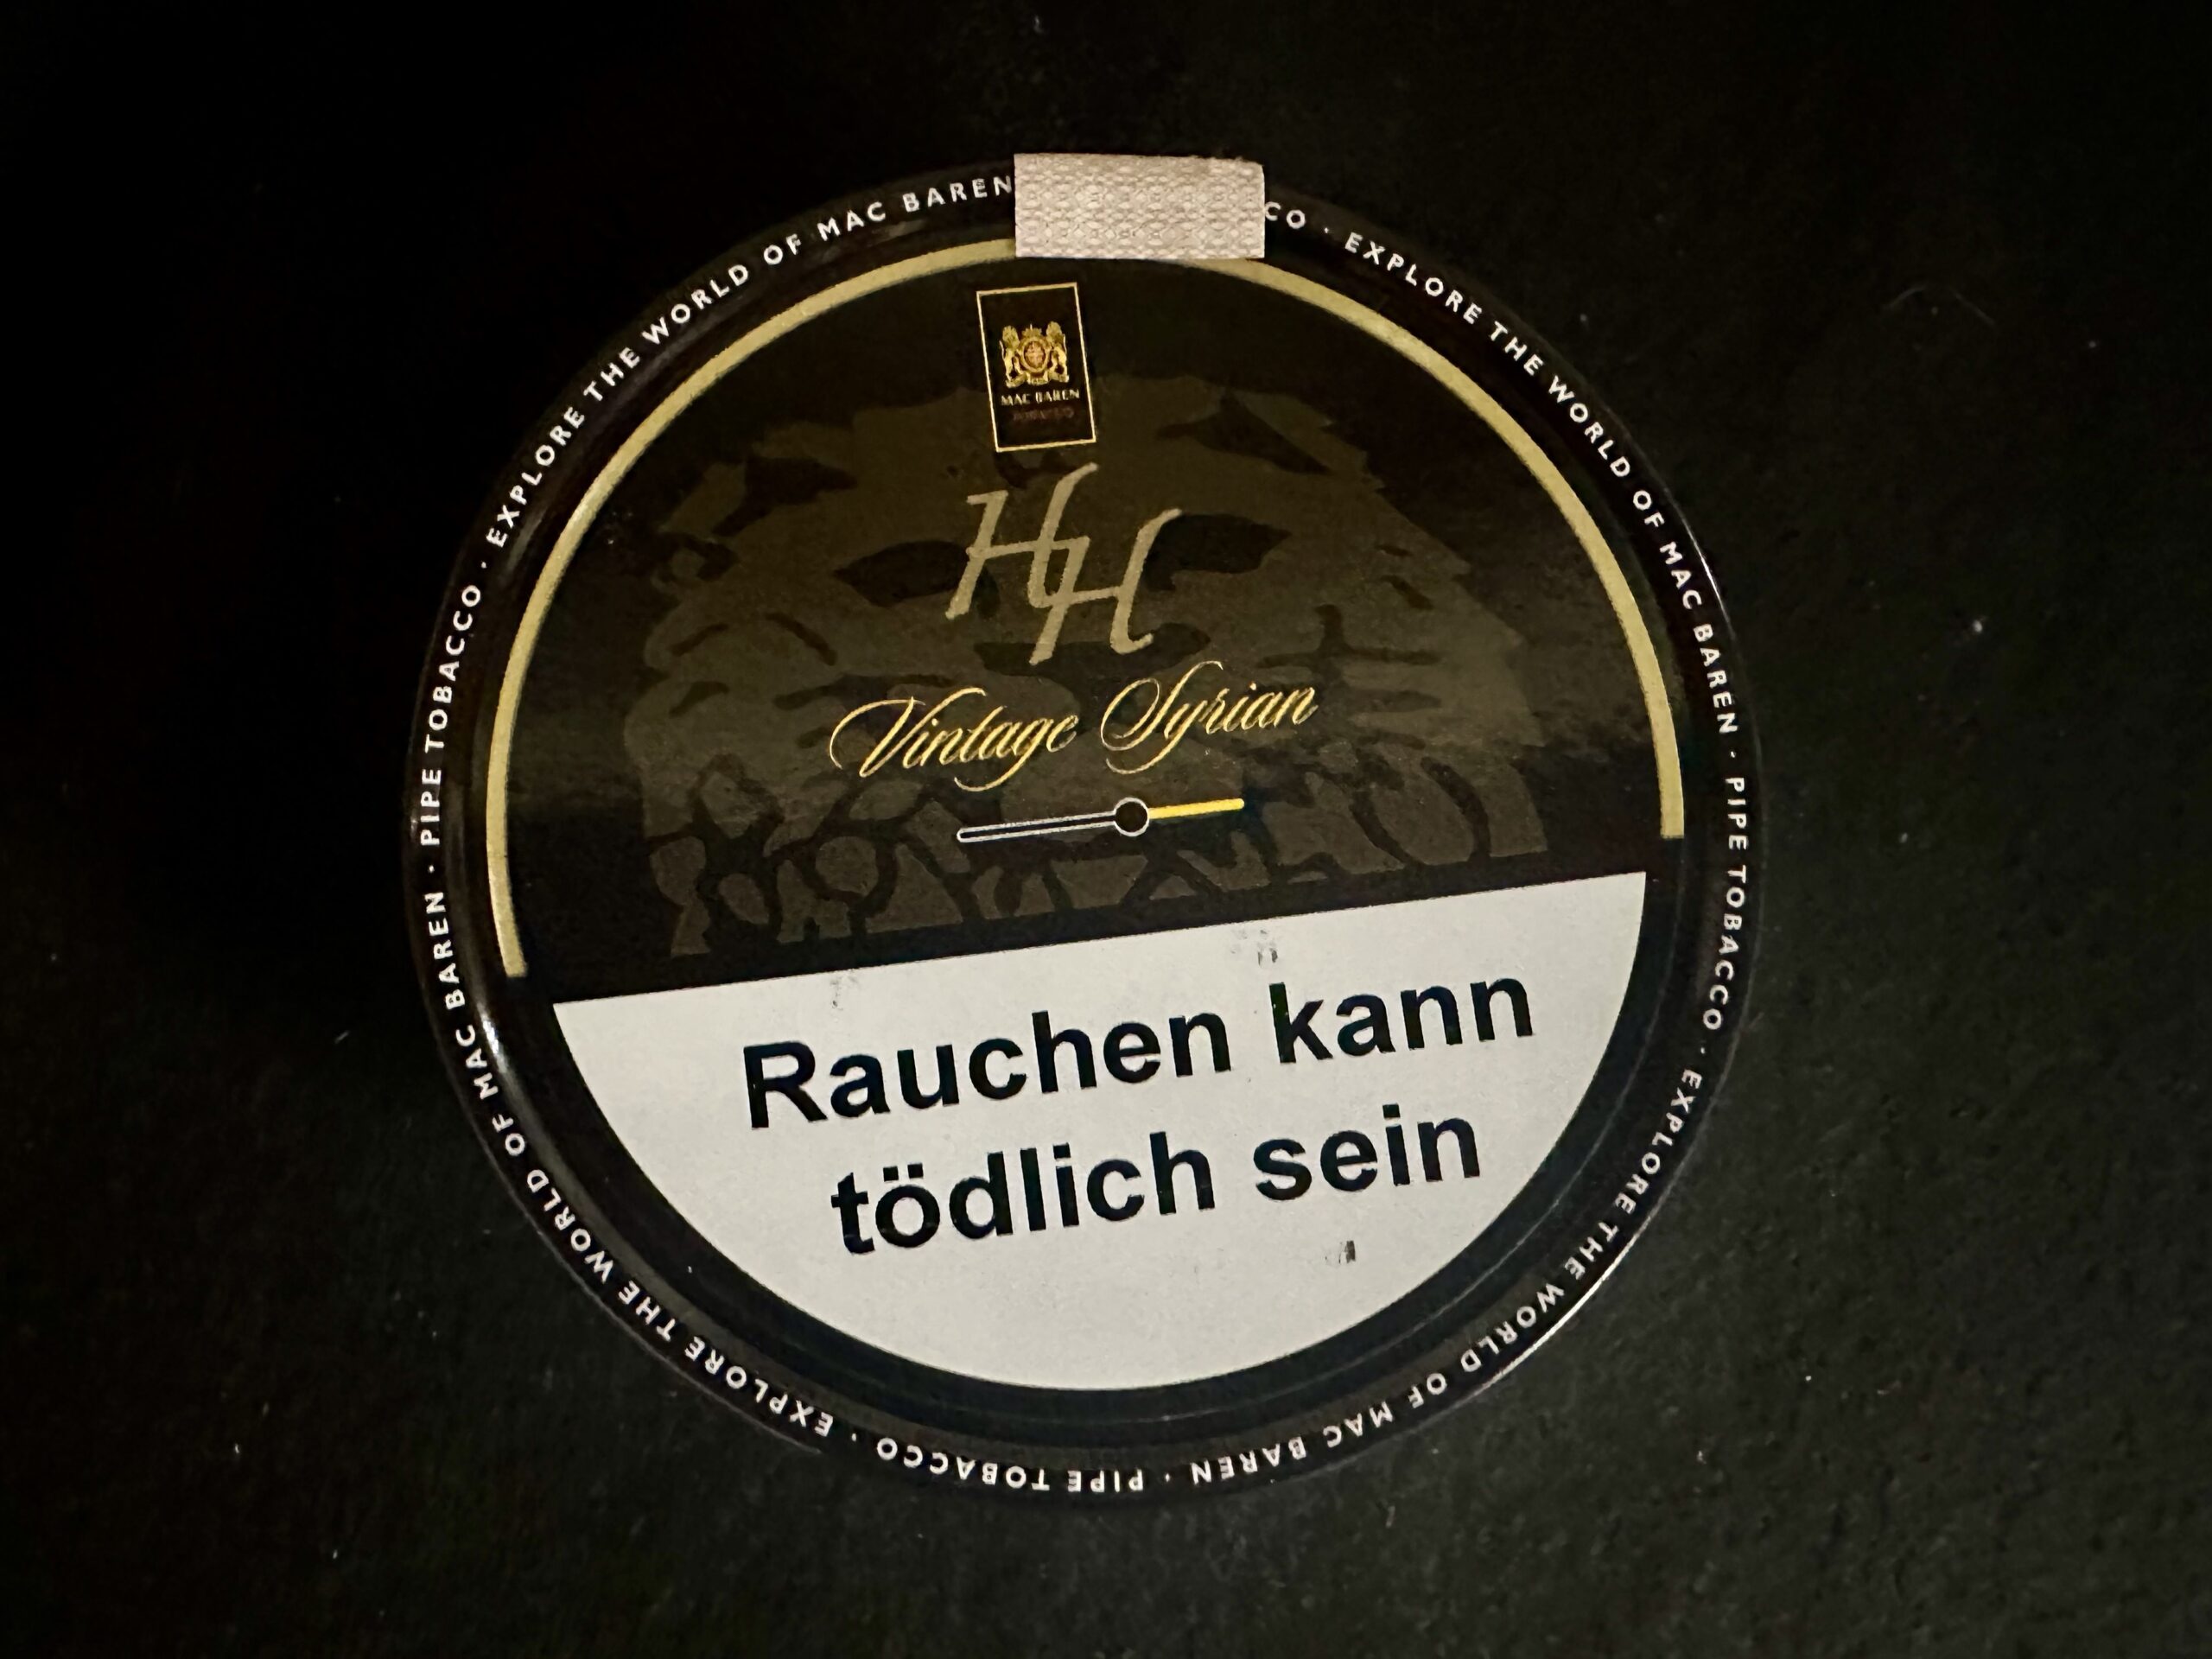 EXPLORE THE WORLD OF MAC BAREN · PIPE TOBACCO · EXPLORE THE WORLD OF MAC BAREN · PIPE TOBACCO · EXPLORE THE WORLD OF MAC BAREN · PIPE TOBACCO · EXPLORE THE WORLD OF MAC BAREN
MAC BAREN
TOBACCO
HH
Vintage Syrian
Rauchen kann
tödlich sein